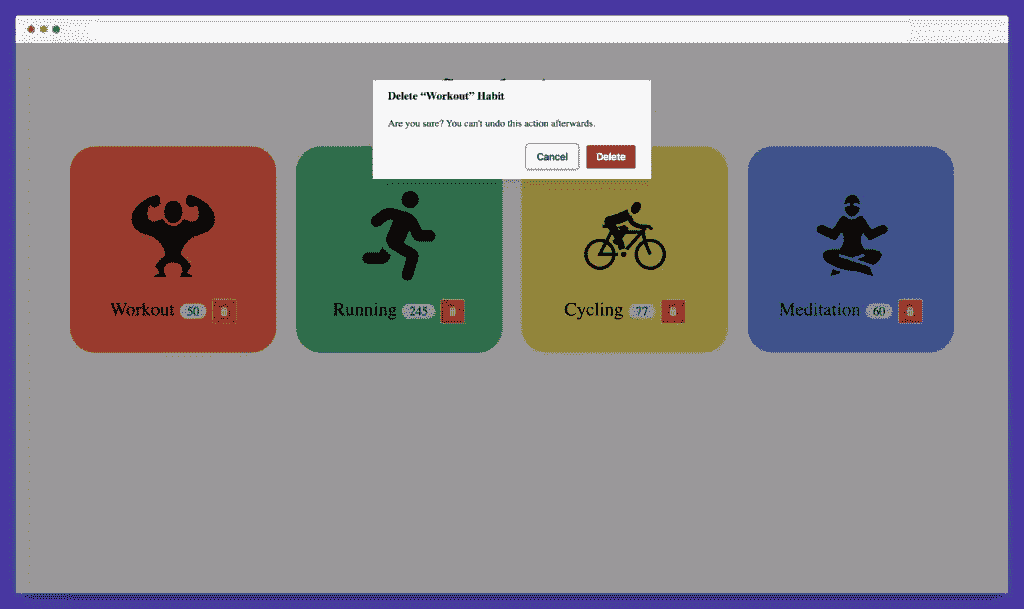 Delete “Workout” Habit
Are you sure? You can't undo this action afterwards.
Cancel Delete
Workout 50
Running 245
Cycling 77
Meditation 60